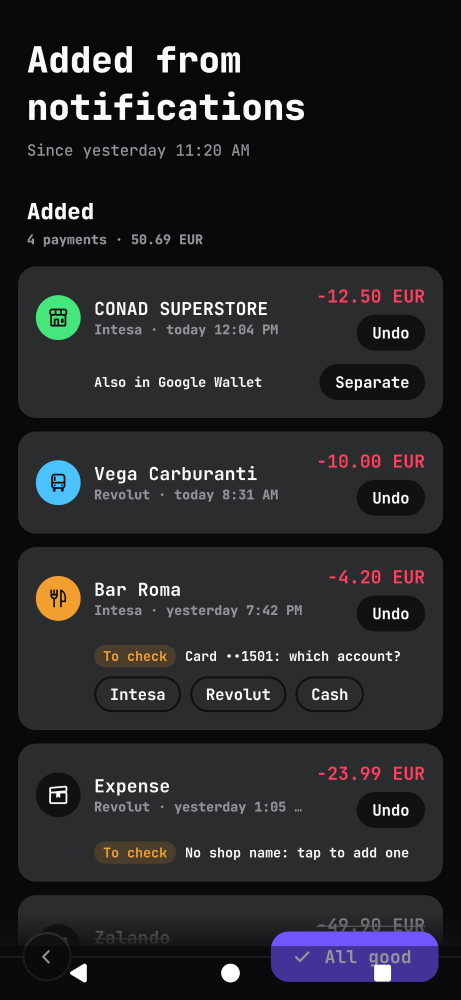 Added from
notifications
Since yesterday 11:20 AM
Added
4 payments · 50.69 EUR
CONAD SUPERSTORE
-12.50 EUR
Intesa · today 12:04 PM
Undo
Also in Google Wallet
Separate
Vega Carburanti
-10.00 EUR
Revolut · today 8:31 AM
Undo
Bar Roma
-4.20 EUR
Intesa · yesterday 7:42 PM
Undo
To check Card ••1501: which account?
Intesa Revolut Cash
Expense
-23.99 EUR
Revolut · yesterday 1:05 …
Undo
To check No shop name: tap to add one
Zalando
-49.90 EUR
All good